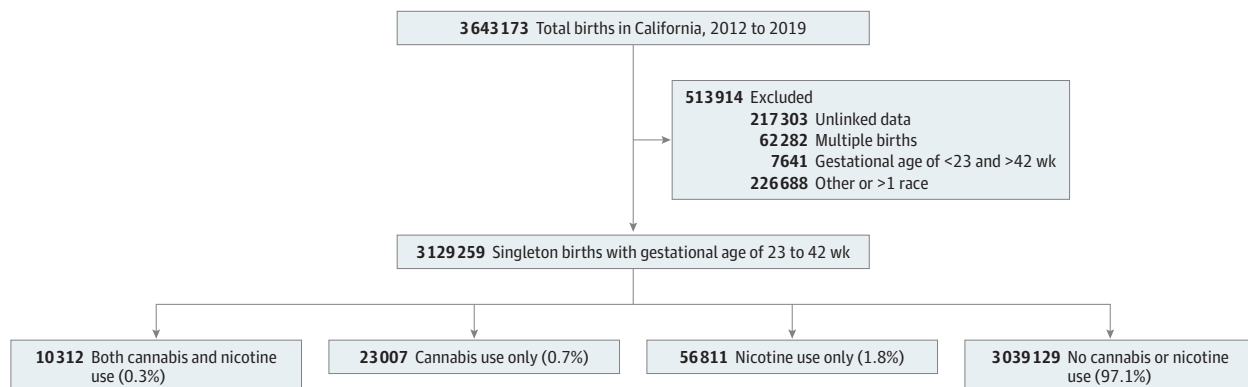 3643173 Total births in California, 2012 to 2019
513914 Excluded
217303 Unlinked data
62282 Multiple births
7641 Gestational age of <23 and >42 wk
226688 Other or >1 race
3129259 Singleton births with gestational age of 23 to 42 wk
10312 Both cannabis and nicotine
use (0.3%)
23007 Cannabis use only (0.7%)
56811 Nicotine use only (1.8%)
3039129 No cannabis or nicotine
use (97.1%)